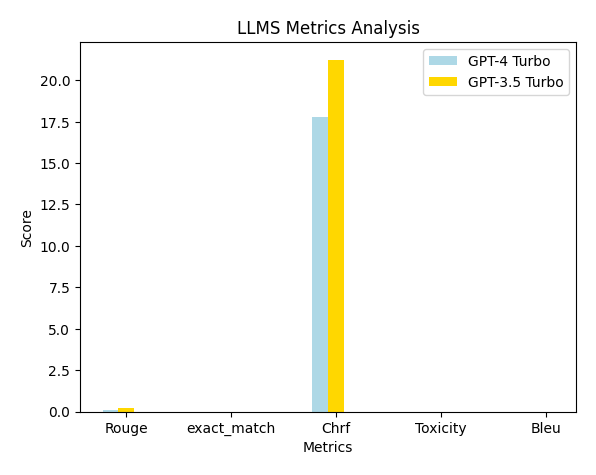 LLMS Metrics Analysis
GPT-4 Turbo
GPT-3.5 Turbo
20.0
17.5
15.0
12.5
10.0
7.5
5.0
2.5
0.0
Score
Rouge exact_match Chrf Toxicity Bleu
Metrics